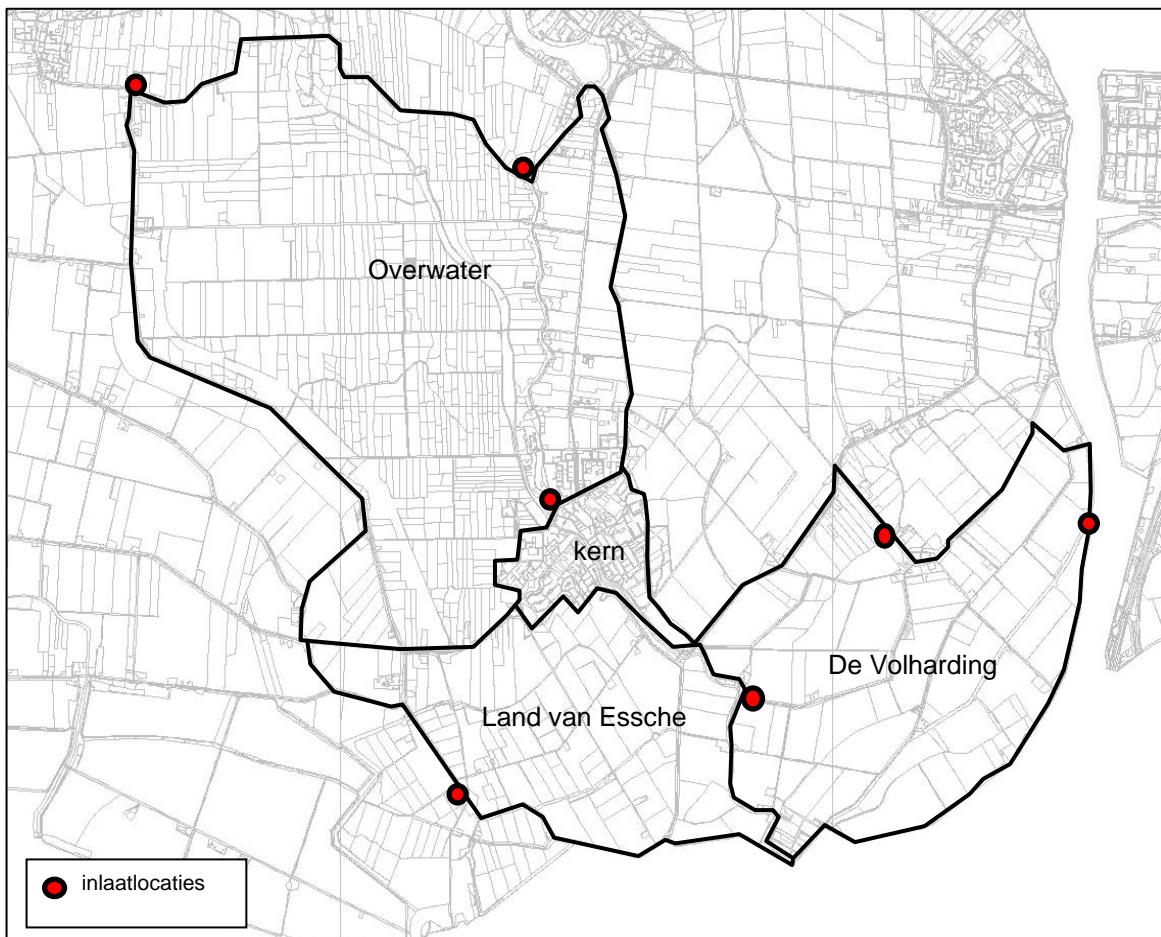 Overwater
kern
De Volharding
Land van Essche
inlaatlocaties